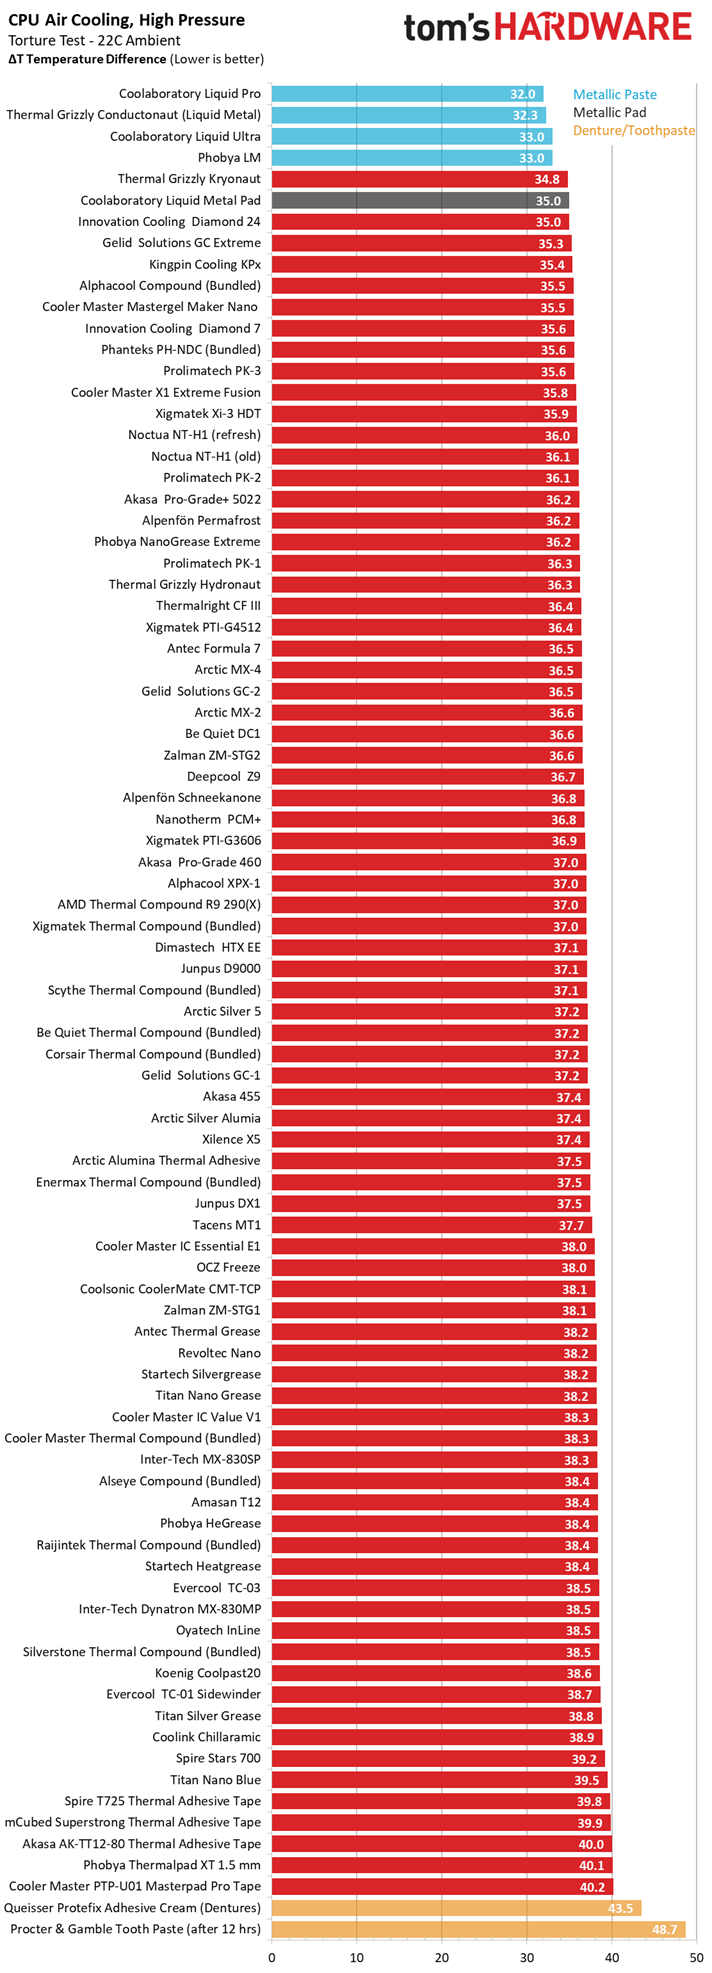 CPU Air Cooling, High Pressure
Torture Test - 22C Ambient
ΔT Temperature Difference (Lower is better)
tom's HARDWARE
Metallic Paste
Metallic Pad
Denture/Toothpaste
Coolaboratory Liquid Pro 32.0
Thermal Grizzly Conductonaut (Liquid Metal) 32.3
Coolaboratory Liquid Ultra 33.0
Phobya LM 33.0
Thermal Grizzly Kryonaut 34.8
Coolaboratory Liquid Metal Pad 35.0
Innovation Cooling Diamond 24 35.0
Gelid Solutions GC Extreme 35.3
Kingpin Cooling KPx 35.4
Alphacool Compound (Bundled) 35.5
Cooler Master Mastergel Maker Nano 35.5
Innovation Cooling Diamond 7 35.6
Phanteks PH-NDC (Bundled) 35.6
Prolimatech PK-3 35.6
Cooler Master X1 Extreme Fusion 35.8
Xigmatek Xi-3 HDT 35.9
Noctua NT-H1 (refresh) 36.0
Noctua NT-H1 (old) 36.1
Prolimatech PK-2 36.1
Akasa Pro-Grade+ 5022 36.2
Alpenfön Permafrost 36.2
Phobya NanoGrease Extreme 36.2
Prolimatech PK-1 36.3
Thermal Grizzly Hydronaut 36.3
Thermalright CF III 36.4
Xigmatek PTI-G4512 36.4
Antec Formula 7 36.5
Arctic MX-4 36.5
Gelid Solutions GC-2 36.5
Arctic MX-2 36.6
Be Quiet DC1 36.6
Zalman ZM-STG2 36.6
Deepcool Z9 36.7
Alpenfön Schneekanone 36.8
Nanotherm PCM+ 36.8
Xigmatek PTI-G3606 36.9
Akasa Pro-Grade 460 37.0
Alphacool XPX-1 37.0
AMD Thermal Compound R9 290(X) 37.0
Xigmatek Thermal Compound (Bundled) 37.0
Dimastech HTX EE 37.1
Junpus D9000 37.1
Scythe Thermal Compound (Bundled) 37.1
Arctic Silver 5 37.2
Be Quiet Thermal Compound (Bundled) 37.2
Corsair Thermal Compound (Bundled) 37.2
Gelid Solutions GC-1 37.2
Akasa 455 37.4
Arctic Silver Alumia 37.4
Xilence X5 37.4
Arctic Alumina Thermal Adhesive 37.5
Enermax Thermal Compound (Bundled) 37.5
Junpus DX1 37.5
Tacens MT1 37.7
Cooler Master IC Essential E1 38.0
OCZ Freeze 38.0
Coolsonic CoolerMate CMT-TCP 38.1
Zalman ZM-STG1 38.1
Antec Thermal Grease 38.2
Revoltec Nano 38.2
Startech Silvergrease 38.2
Titan Nano Grease 38.2
Cooler Master IC Value V1 38.3
Cooler Master Thermal Compound (Bundled) 38.3
Inter-Tech MX-830SP 38.3
Alseye Compound (Bundled) 38.4
Amasan T12 38.4
Phobya HeGrease 38.4
Raijintek Thermal Compound (Bundled) 38.4
Startech Heatgrease 38.4
Evercool TC-03 38.5
Inter-Tech Dynatron MX-830MP 38.5
Oyatech InLine 38.5
Silverstone Thermal Compound (Bundled) 38.5
Koenig Coolpast20 38.6
Evercool TC-01 Sidewinder 38.7
Titan Silver Grease 38.8
Coolink Chillaramic 38.9
Spire Stars 700 39.2
Titan Nano Blue 39.5
Spire T725 Thermal Adhesive Tape 39.8
mCubed Superstrong Thermal Adhesive Tape 39.9
Akasa AK-TT12-80 Thermal Adhesive Tape 40.0
Phobya Thermalpad XT 1.5 mm 40.1
Cooler Master PTP-U01 Masterpad Pro Tape 40.2
Queisser Protefix Adhesive Cream (Dentures) 43.5
Procter & Gamble Tooth Paste (after 12 hrs) 48.7
0 10 20 30 40 50